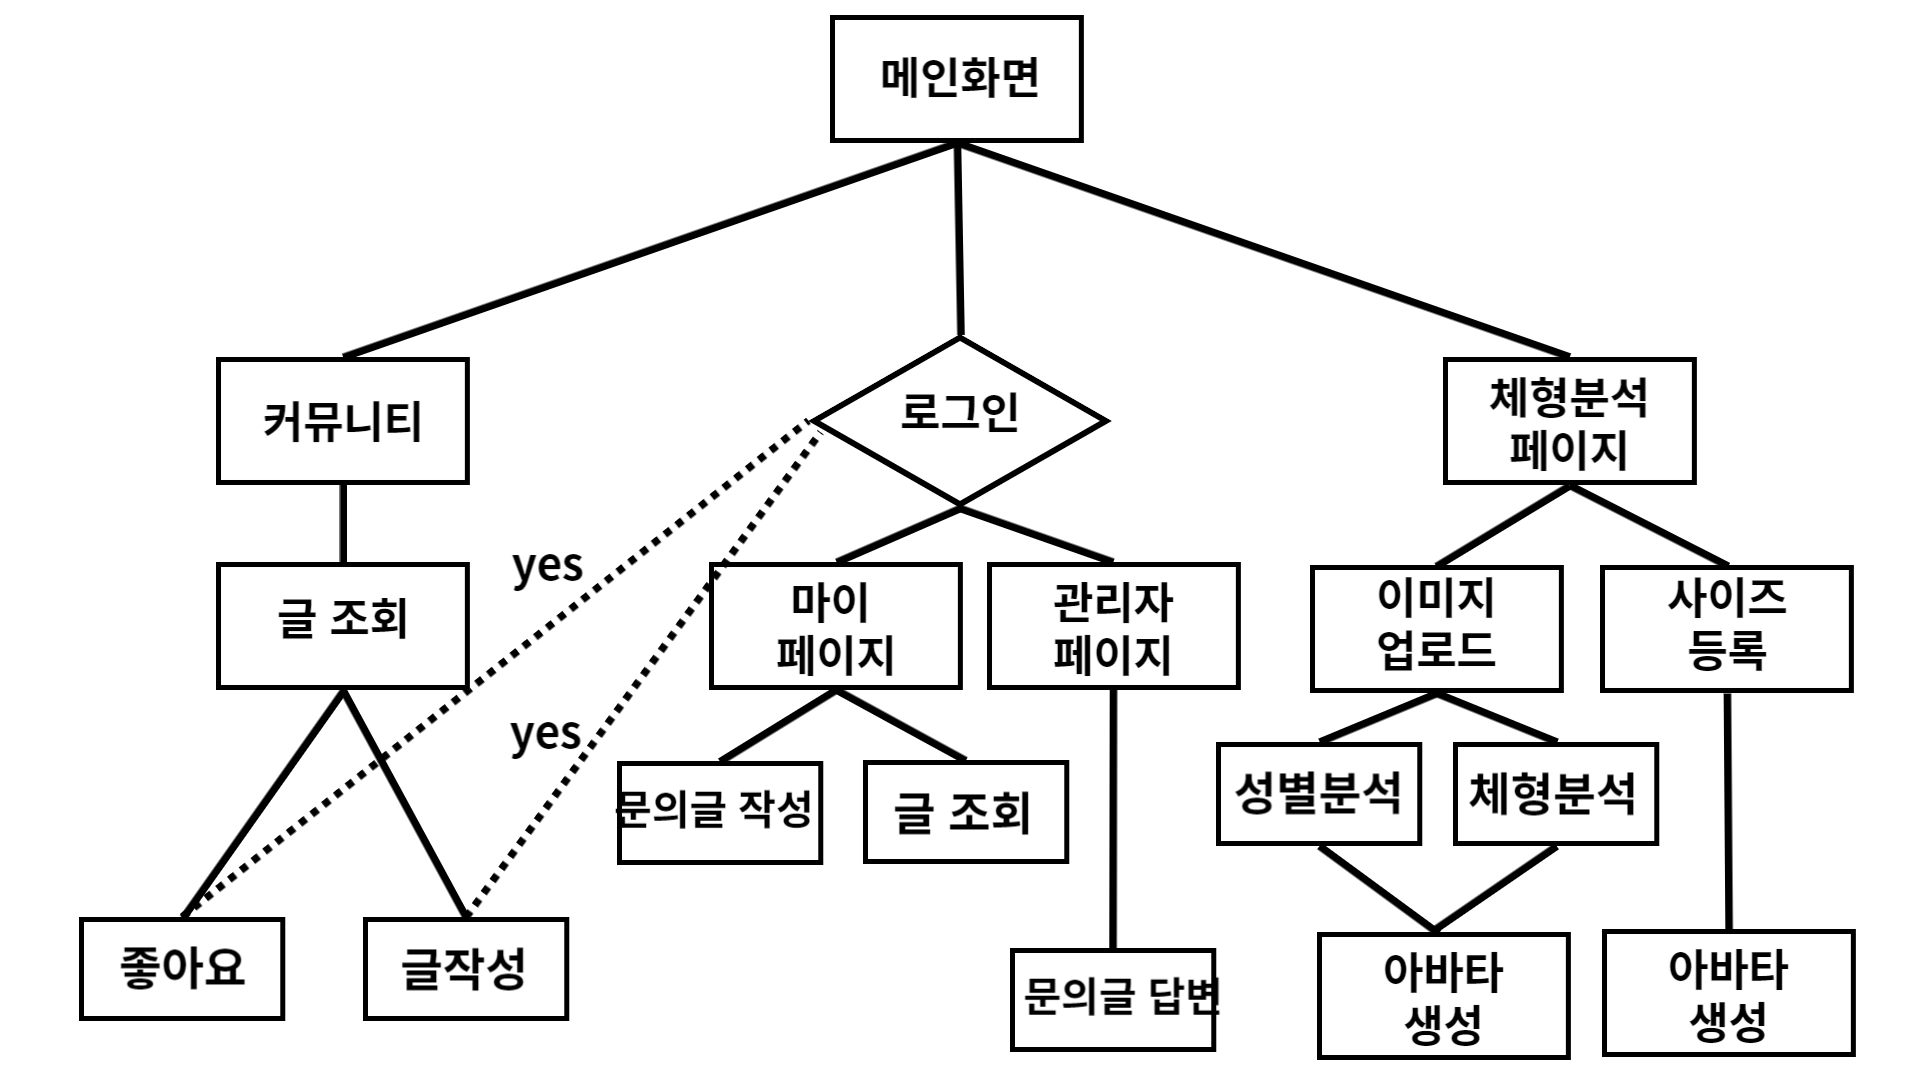 메인화면
커뮤니티
로그인
체형분석
페이지
yes
글 조회
마이
페이지
관리자
페이지
이미지
업로드
사이즈
등록
yes
문의글 작성
글 조회
성별분석
체형분석
좋아요
글작성
문의글 답변
아바타
생성
아바타
생성